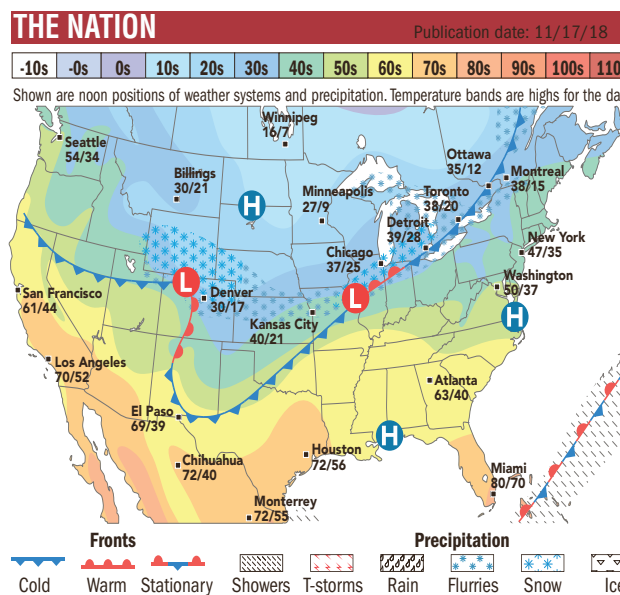 THE NATION
Publication date: 11/17/18
-10s -0s 0s 10s 20s 30s 40s 50s 60s 70s 80s 90s 100s 110
Shown are noon positions of weather systems and precipitation. Temperature bands are highs for the da
Winnipeg
16/7
Seattle
54/34
Ottawa
35/12
Montreal
38/15
Billings
30/21
Minneapolis
27/9
Toronto
38/20
H
Detroit
39/28
New York
47/35
Chicago
37/25
Washington
50/37
L
Denver
30/17
L
San Francisco
61/44
H
Kansas City
40/21
Los Angeles
70/52
Atlanta
63/40
El Paso
69/39
H
Houston
72/56
Chihuahua
72/40
Miami
80/70
Monterrey
72/55
Fronts
Precipitation
Cold Warm Stationary Showers T-storms Rain Flurries Snow Ice